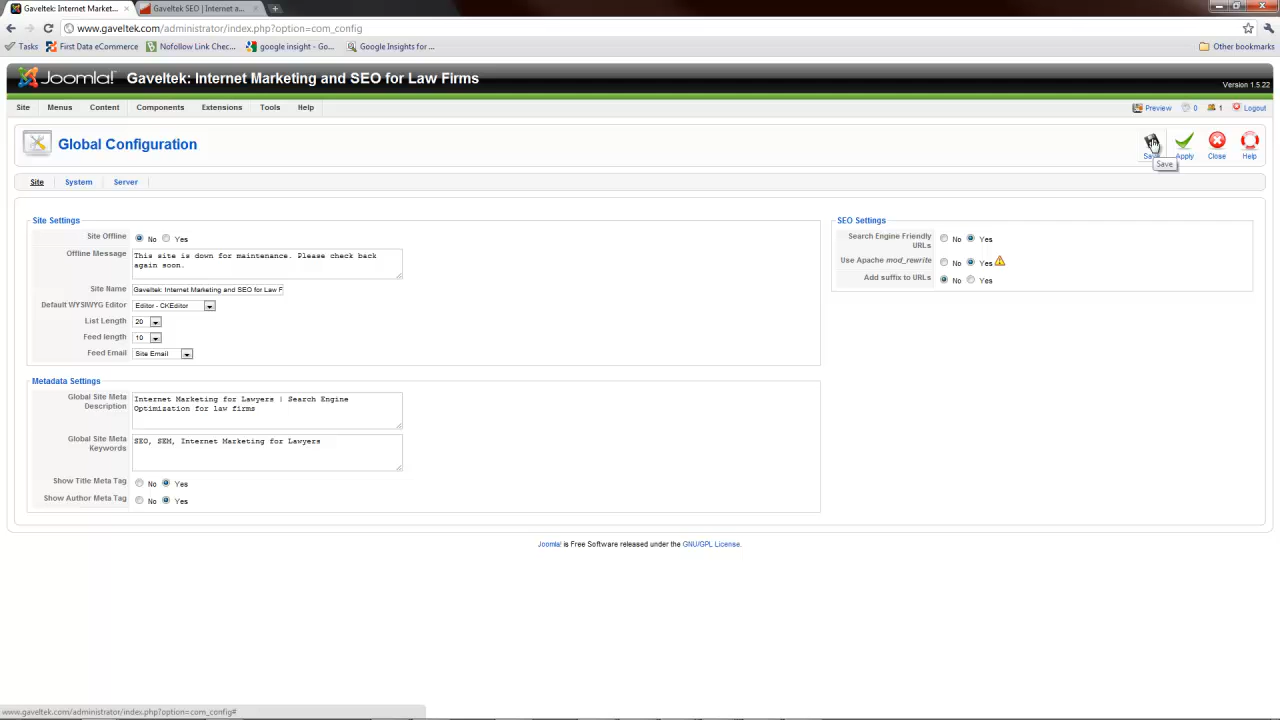 Gaveltek: Internet Market...
Gaveltek SEO | Internet a...
www.gaveltek.com/administrator/index.php?option=com_config
Tasks
First Data eCommerce
Nofollow Link Chec...
google insight - Go...
Google Insights for ...
Other bookmarks
Joomla!
Gaveltek: Internet Marketing and SEO for Law Firms
Version 1.5.22
Site
Menus
Content
Components
Extensions
Tools
Help
Preview
0
1
Logout
Global Configuration
Save
Apply
Close
Help
Save
Site
System
Server
Site Settings
Site Offline
No
Yes
Offline Message
This site is down for maintenance. Please check back
again soon.
Site Name
Gaveltek: Internet Marketing and SEO for Law F
Default WYSIWYG Editor
Editor - CKEditor
List Length
20
Feed length
10
Feed Email
Site Email
Metadata Settings
Global Site Meta
Description
Internet Marketing for Lawyers | Search Engine
Optimization for law firms
Global Site Meta
Keywords
SEO, SEM, Internet Marketing for Lawyers
Show Title Meta Tag
No
Yes
Show Author Meta Tag
No
Yes
SEO Settings
Search Engine Friendly
URLs
No
Yes
Use Apache mod_rewrite
No
Yes
Add suffix to URLs
No
Yes
Joomla! is Free Software released under the GNU/GPL License.
www.gaveltek.com/administrator/index.php?option=com_config#